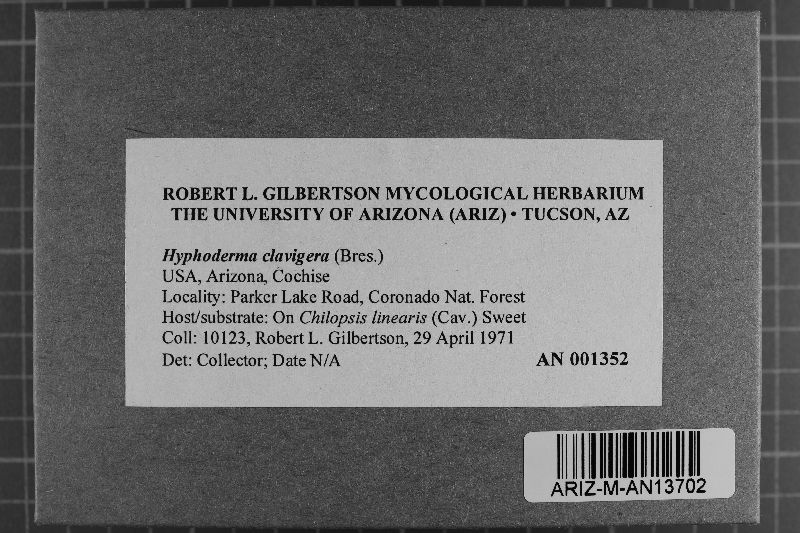 ROBERT L. GILBERTSON MYCOLOGICAL HERBARIUM
THE UNIVERSITY OF ARIZONA (ARIZ) • TUCSON, AZ
Hyphoderma clavigera (Bres.)
USA, Arizona, Cochise
Locality: Parker Lake Road, Coronado Nat. Forest
Host/substrate: On Chilopsis linearis (Cav.) Sweet
Coll: 10123, Robert L. Gilbertson, 29 April 1971
Det: Collector; Date N/A AN 001352
ARIZ-M-AN13702